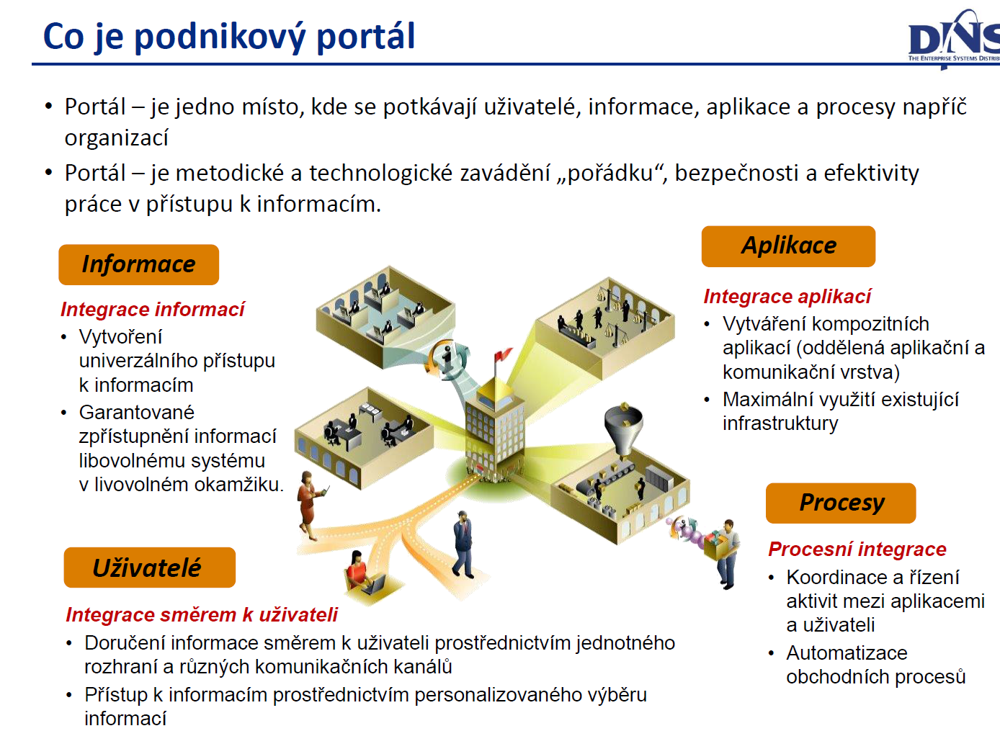 Co je podnikový portál
DNS
THE ENTERPRISE SYSTEMS
• Portál – je jedno místo, kde se potkávají uživatelé, informace, aplikace a procesy napříč
organizací
• Portál – je metodické a technologické zavádění „pořádku“, bezpečnosti a efektivity
práce v přístupu k informacím.
Informace
Integrace informací
• Vytvoření
univerzálního přístupu
k informacím
• Garantované
zpřístupnění informací
libovolnému systému
v livovolném okamžiku.
Aplikace
Integrace aplikací
• Vytváření kompozitních
aplikací (oddělená aplikační a
komunikační vrstva)
• Maximální využití existující
infrastruktury
Uživatelé
Integrace směrem k uživateli
• Doručení informace směrem k uživateli prostřednictvím jednotného
rozhraní a různých komunikačních kanálů
• Přístup k informacím prostřednictvím personalizovaného výběru
informací
Procesy
Procesní integrace
• Koordinace a řízení
aktivit mezi aplikacemi
a uživateli
• Automatizace
obchodních procesů